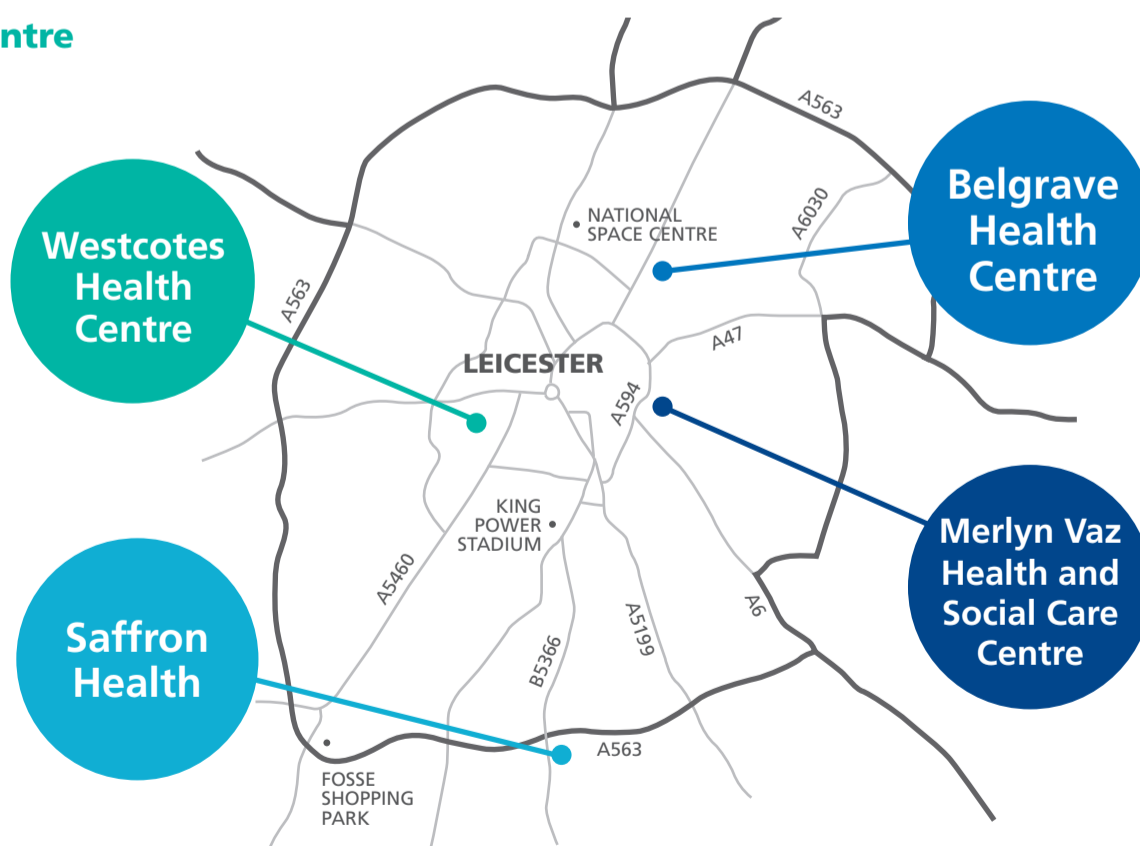 ntre
A563
Belgrave
Health
Centre
A6030
NATIONAL
SPACE CENTRE
Westcotes
Health
Centre
A563
A47
LEICESTER
A594
KING
POWER
STADIUM
Merlyn Vaz
Health and
Social Care
Centre
A5460
A6
A5199
B5366
Saffron
Health
A563
FOSSE
SHOPPING
PARK